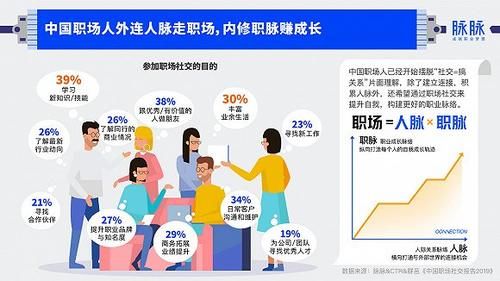 中国职场人外连人脉走职场，内修职脉赚成长
脉脉
成就职业梦想
参加职场社交的目的
39%
学习
新知识/技能
26%
了解最新
行业动向
26%
了解同行的
商业情况
38%
跟优秀/有价值的
人做朋友
30%
丰富
业余生活
23%
寻找新工作
21%
寻找
合作伙伴
27%
提升职业品牌
与知名度
29%
商务拓展
业绩提升
34%
日常客户
沟通和维护
19%
为公司/团队
寻找优秀人才
中国职场人已经开始摆脱“社交=搞
关系”片面理解，除了建立连接，积
累人脉外，还希望通过职场社交来
提升自我，构建更好的职业脉络。
职场=人脉×职脉
职脉 职业成长脉络
纵向打造每个人的自我成长轨迹
CONNECTION
人脉关系脉络 人脉
横向打通与外部世界的连接机会
数据来源：脉脉&CTR&群邑《中国职场社交报告2019》